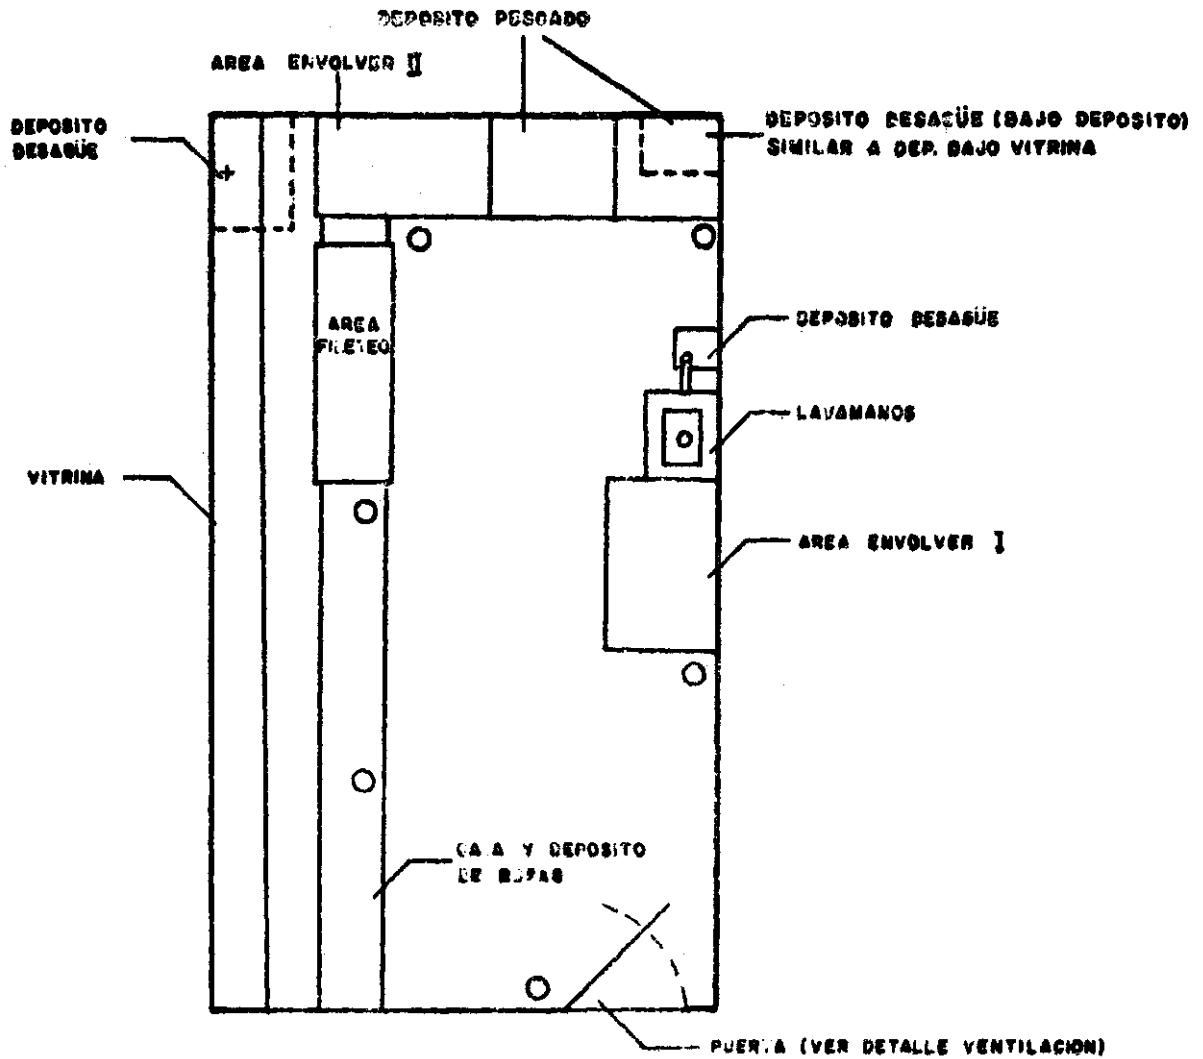 DEPOSITO PESCADO
AREA ENVOLVER II
DEPOSITO
DESAGÜE
DEPOSITO DESAGÜE (BAJO DEPOSITO)
SIMILAR A DEP. BAJO VITRINA
AREA
FILETEO
DEPOSITO DESAGÜE
LAVAMANOS
VITRINA
AREA ENVOLVER I
CAJA Y DEPOSITO
DE ROPAS
PUERTA (VER DETALLE VENTILACION)